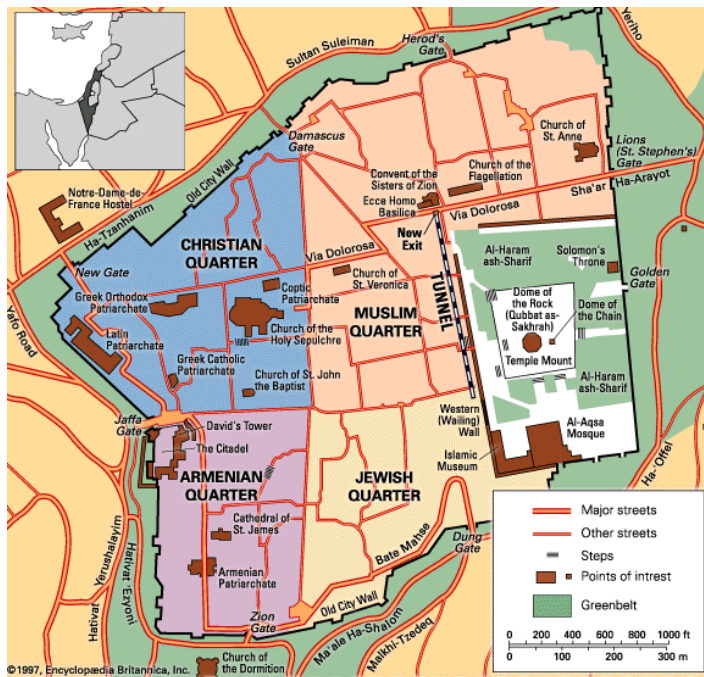 Sultan Suleiman
Herod's
Gate
Yeriho
Damascus
Gate
Church of
St. Anne
Lions
(St. Stephen's)
Gate
Old City Wall
Convent of the
Sisters of Zion
Church of the
Flagellation
Notre-Dame-de-
France Hostel
Ecce Homo
Basilica
Sha'ar Ha-Arayot
Ha-Tzanhanim
Via Dolorosa
New
Exit
CHRISTIAN
QUARTER
Via Dolorosa
Al-Haram
ash-Sharif
Solomon's
Throne
New Gate
Church of
St. Veronica
TUNNEL
Golden
Gate
Coptic
Patriarchate
Greek Orthodox
Patriarchate
Dome of
the Rock
(Qubbat as-
Sakhrah)
Dome of
the Chain
MUSLIM
QUARTER
Yafo Road
Latin
Patriarchate
Church of the
Holy Sepulchre
Temple Mount
Greek Catholic
Patriarchate
Church of St. John
the Baptist
Al-Haram
ash-Sharif
Western
(Wailing)
Wall
Jaffa
Gate
David's Tower
Al-Aqsa
Mosque
The Citadel
Islamic
Museum
Ha-'Ofel
ARMENIAN
QUARTER
JEWISH
QUARTER
Cathedral of
St. James
Bate Mahse
Dung
Gate
Hativat Yerushalayim
Hativat 'Ezyoni
Armenian
Patriarchate
Old City Wall
Zion
Gate
Ma'ale Ha-Shalom
Malkhi-Tzedeq
Church of
the Dormition
Major streets
Other streets
Steps
Points of intrest
Greenbelt
0 200 400 600 800 1000 ft
0 100 200 300 m
©1997, Encyclopædia Britannica, Inc.